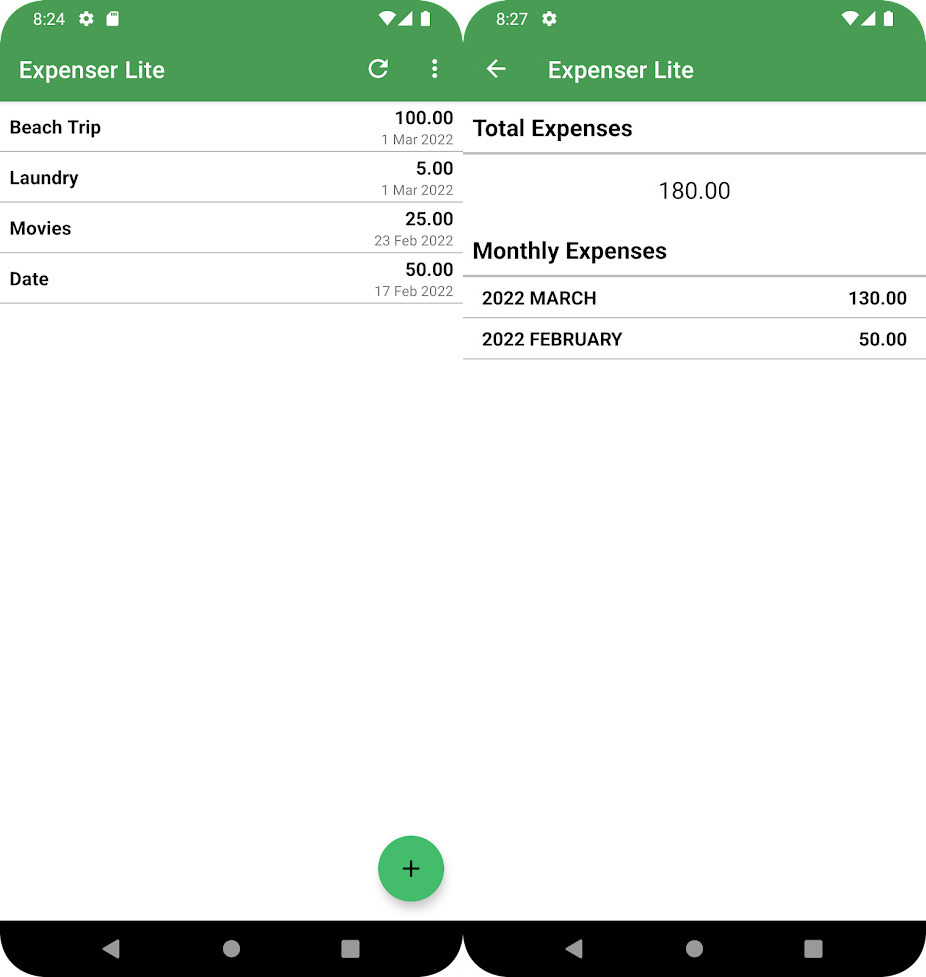 8:24
Expenser Lite
Beach Trip
100.00
1 Mar 2022
Laundry
5.00
1 Mar 2022
Movies
25.00
23 Feb 2022
Date
50.00
17 Feb 2022
8:27
Expenser Lite
Total Expenses
180.00
Monthly Expenses
2022 MARCH 130.00
2022 FEBRUARY 50.00